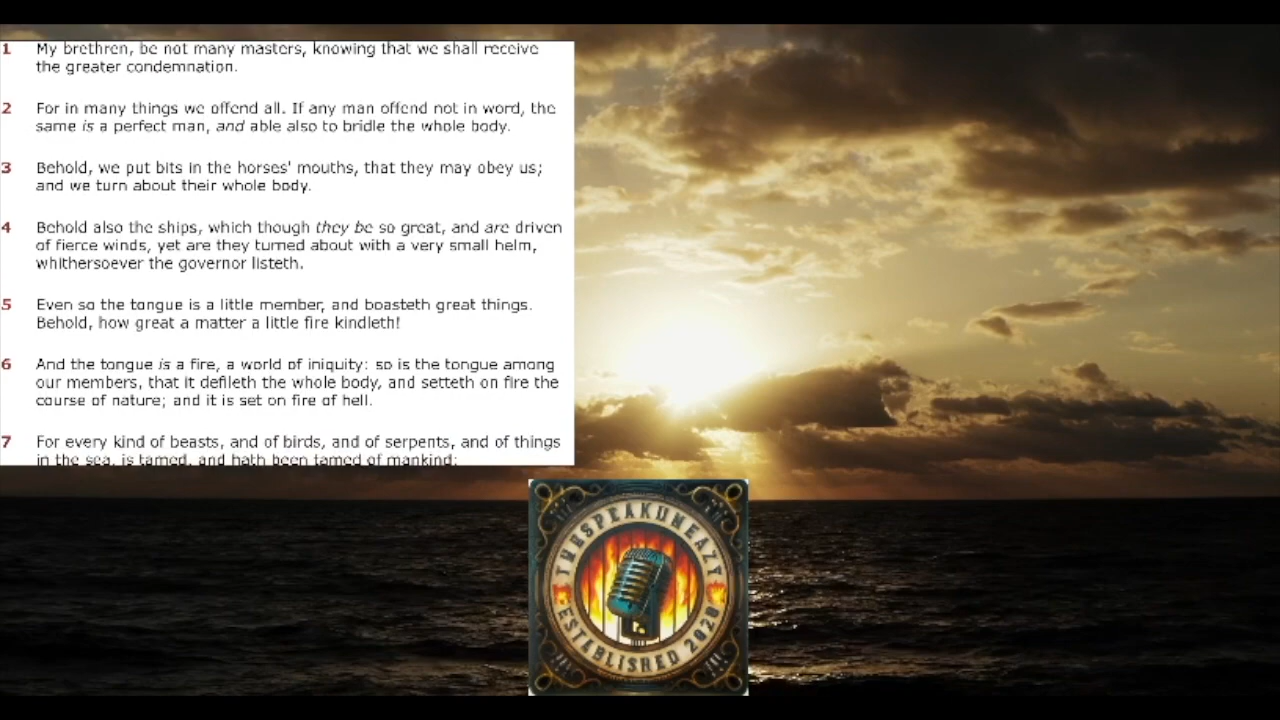 1 My brethren, be not many masters, knowing that we shall receive
the greater condemnation.
2 For in many things we offend all. If any man offend not in word, the
same is a perfect man, and able also to bridle the whole body.
3 Behold, we put bits in the horses' mouths, that they may obey us;
and we turn about their whole body.
4 Behold also the ships, which though they be so great, and are driven
of fierce winds, yet are they turned about with a very small helm,
whithersoever the governor listeth.
5 Even so the tongue is a little member, and boasteth great things.
Behold, how great a matter a little fire kindleth!
6 And the tongue is a fire, a world of iniquity: so is the tongue among
our members, that it defileth the whole body, and setteth on fire the
course of nature; and it is set on fire of hell.
7 For every kind of beasts, and of birds, and of serpents, and of things
in the sea, is tamed, and hath been tamed of mankind:
THESPEAKUNEAZY
ESTABLISHED 2020